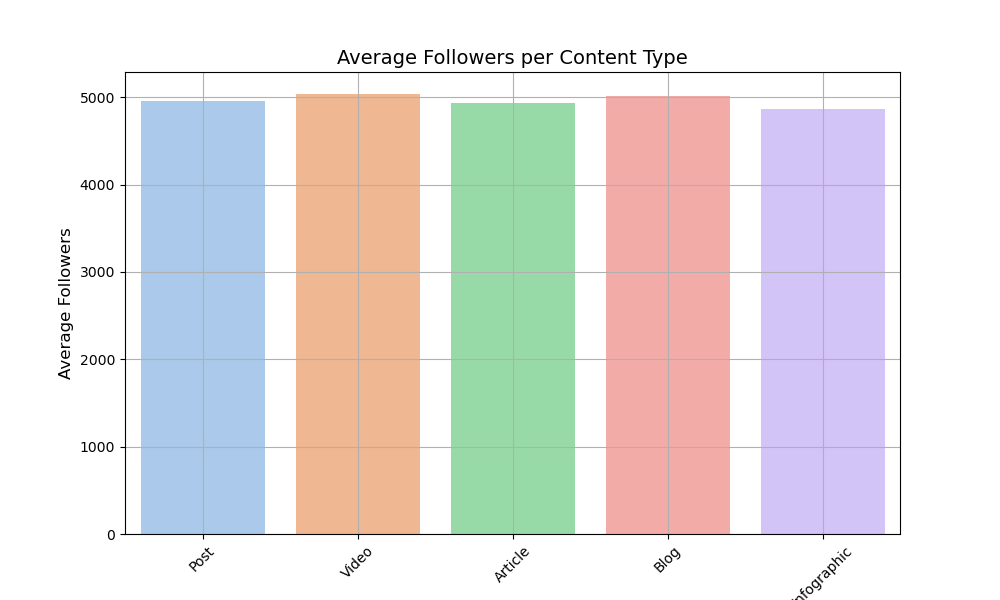 Average Followers per Content Type
Average Followers
5000
4000
3000
2000
1000
0
Post
Video
Article
Blog
Infographic